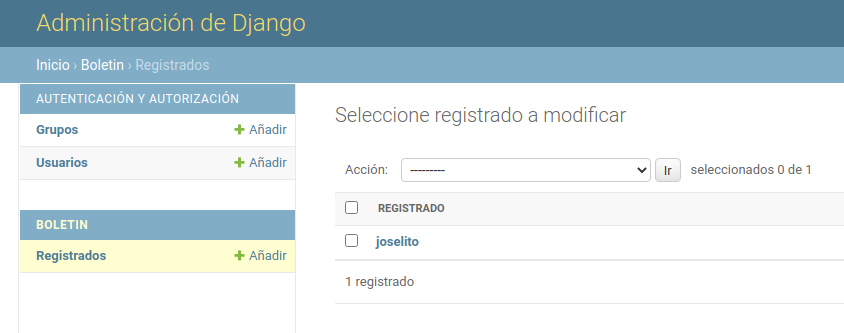 Administración de Django
Inicio › Boletin › Registrados
AUTENTICACIÓN Y AUTORIZACIÓN
Grupos + Añadir
Usuarios + Añadir
BOLETIN
Registrados + Añadir
Seleccione registrado a modificar
Acción: --------- Ir seleccionados 0 de 1
REGISTRADO
joselito
1 registrado